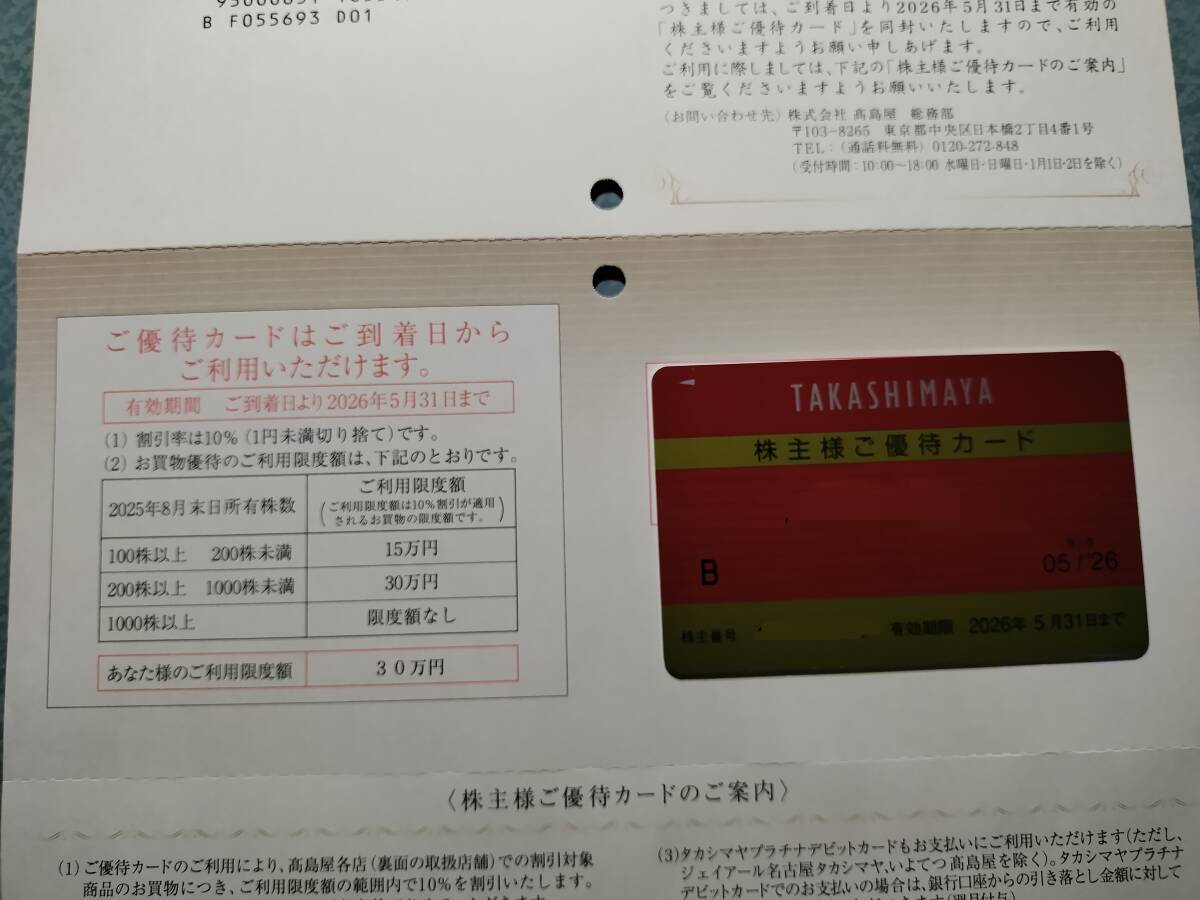 B F055693 D01
つきましては、ご到着日より2026年5月31日まで有効の
「株主様ご優待カード」を同封いたしますので、ご利用
くださいますようお願い申しあげます。
ご利用に際しましては、下記の「株主様ご優待カードのご案内」
をご覧くださいますようお願いいたします。
〈お問い合わせ先〉株式会社 髙島屋 総務部
〒103-8265 東京都中央区日本橋2丁目4番1号
TEL:(通話料無料) 0120-272-848
(受付時間:10:00～18:00 水曜日・日曜日・1月1日・2日を除く)
ご優待カードはご到着日から
ご利用いただけます。
有効期間 ご到着日より2026年5月31日まで
(1) 割引率は10% (1円未満切り捨て)です。
(2) お買物優待のご利用限度額は、下記のとおりです。
2025年8月末日所有株数
ご利用限度額
(ご利用限度額は10%割引が適用
されるお買物の限度額です。)
100株以上 200株未満 15万円
200株以上 1000株未満 30万円
1000株以上 限度額なし
あなた様のご利用限度額 30万円
TAKASHIMAYA
株主様ご優待カード
B
05/'26
株主番号 有効期限 2026年 5月31日まで
〈株主様ご優待カードのご案内〉
(1)ご優待カードのご利用により、髙島屋各店(裏面の取扱店舗)での割引対象
商品のお買物につき、ご利用限度額の範囲内で10%を割引いたします。
(3)タカシマヤプラチナデビットカードもお支払いにご利用いただけます(ただし、
ジェイアール名古屋タカシマヤ、いよてつ髙島屋を除く)。タカシマヤプラチナ
デビットカードでのお支払いの場合は、銀行口座からの引き落とし金額に対して